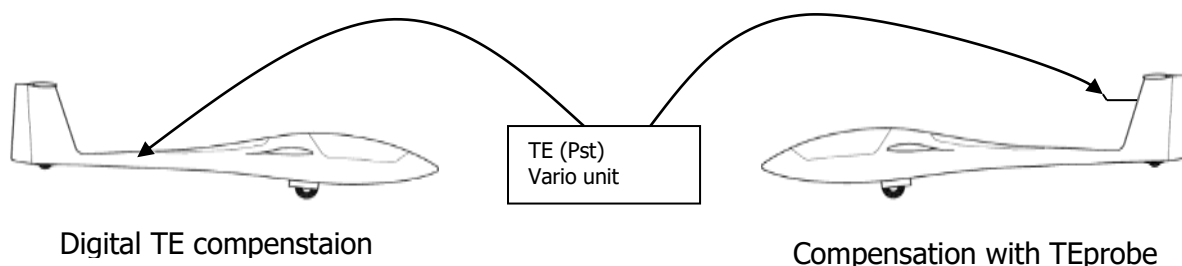 TE (Pst)
Vario unit
Digital TE compenstaion
Compensation with TEprobe